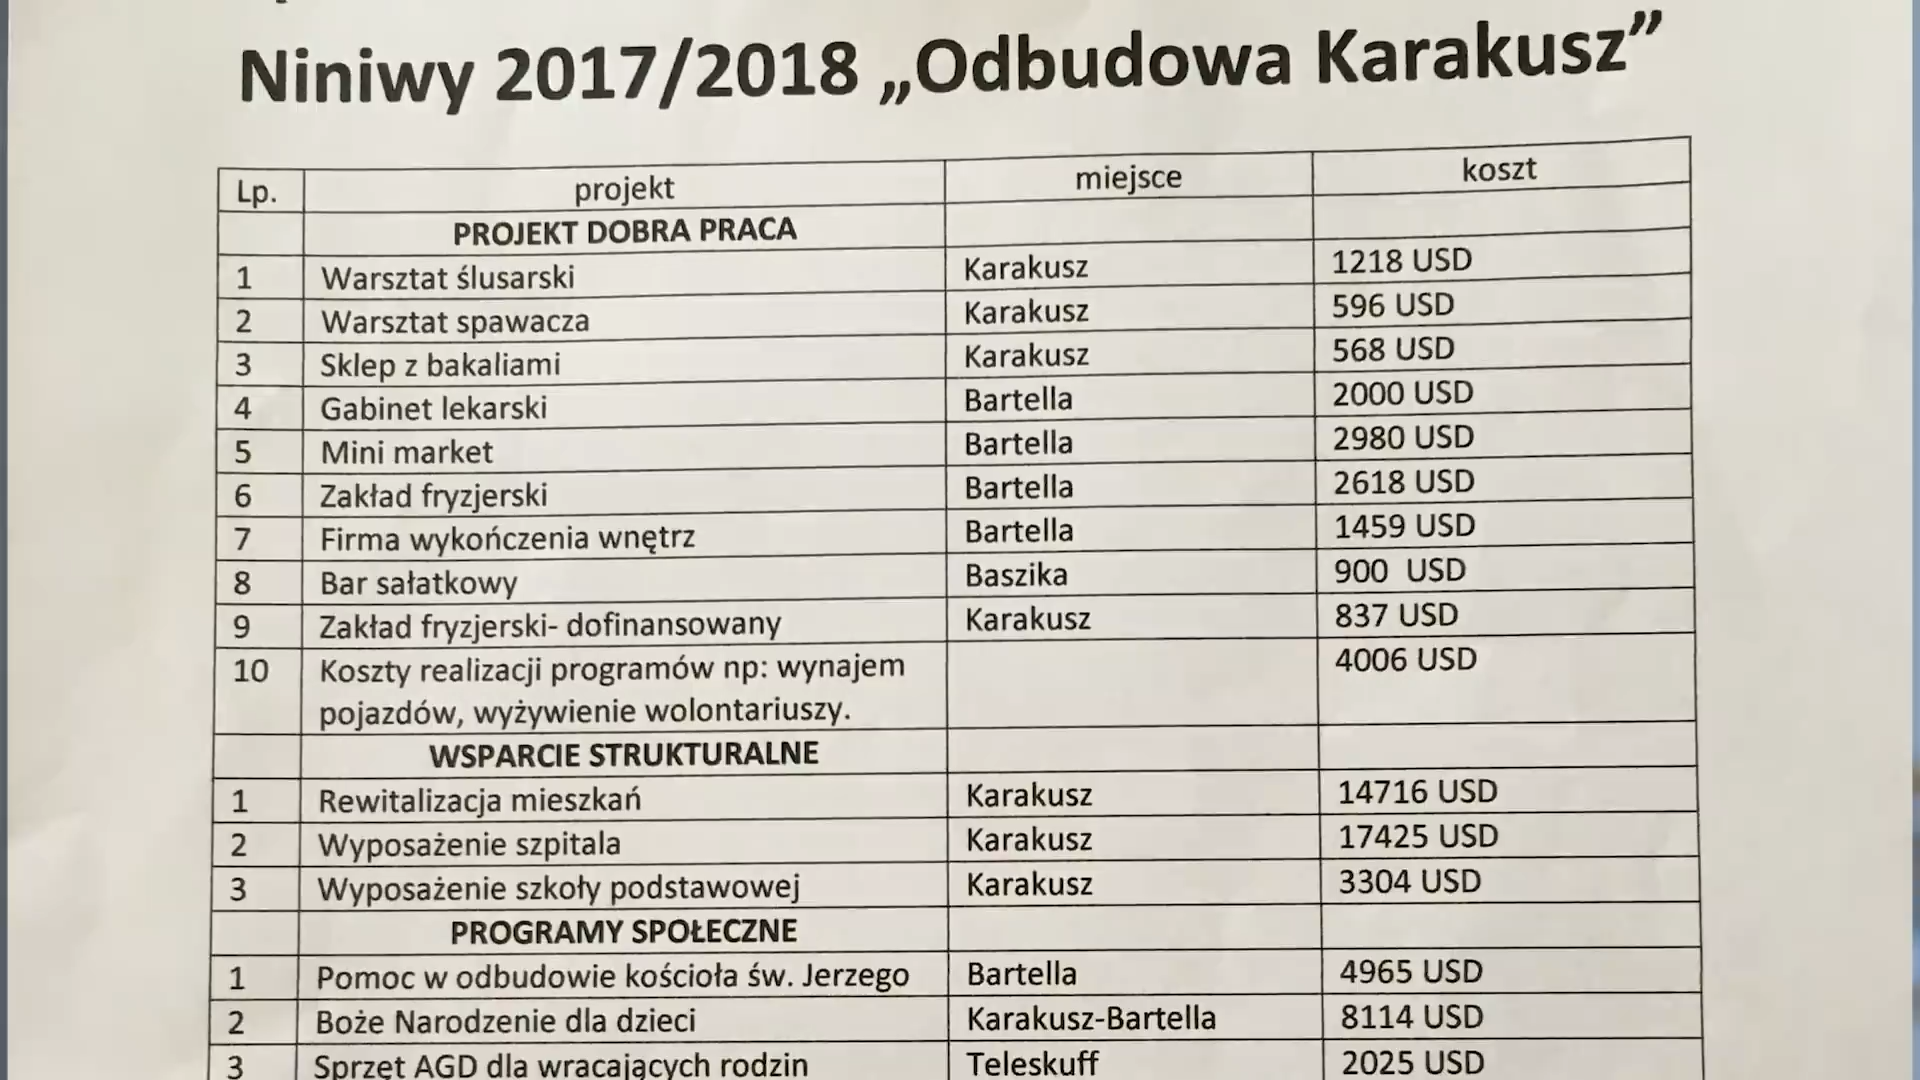 Niniwy 2017/2018 „Odbudowa Karakusz”
Lp. projekt miejsce koszt
PROJEKT DOBRA PRACA
1 Warsztat ślusarski Karakusz 1218 USD
2 Warsztat spawacza Karakusz 596 USD
3 Sklep z bakaliami Karakusz 568 USD
4 Gabinet lekarski Bartella 2000 USD
5 Mini market Bartella 2980 USD
6 Zakład fryzjerski Bartella 2618 USD
7 Firma wykończenia wnętrz Bartella 1459 USD
8 Bar sałatkowy Baszika 900 USD
9 Zakład fryzjerski- dofinansowany Karakusz 837 USD
10 Koszty realizacji programów np: wynajem 4006 USD
pojazdów, wyżywienie wolontariuszy.
WSPARCIE STRUKTURALNE
1 Rewitalizacja mieszkań Karakusz 14716 USD
2 Wyposażenie szpitala Karakusz 17425 USD
3 Wyposażenie szkoły podstawowej Karakusz 3304 USD
PROGRAMY SPOŁECZNE
1 Pomoc w odbudowie kościoła św. Jerzego Bartella 4965 USD
2 Boże Narodzenie dla dzieci Karakusz-Bartella 8114 USD
3 Sprzęt AGD dla wracających rodzin Teleskuff 2025 USD